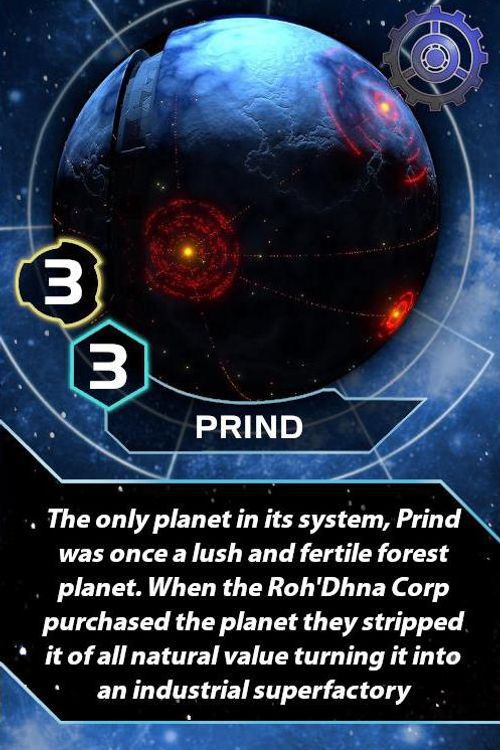 3
3
PRIND
The only planet in its system, Prind
was once a lush and fertile forest
planet. When the Roh'Dhna Corp
purchased the planet they stripped
it of all natural value turning it into
an industrial superfactory